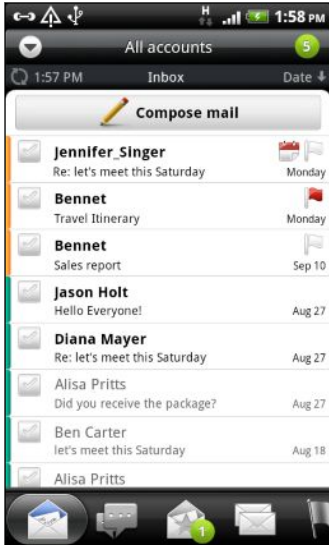 H
1:58 PM
All accounts
5
1:57 PM Inbox Date
Compose mail
Jennifer_Singer
Re: let's meet this Saturday Monday
Bennet
Travel Itinerary Monday
Bennet
Sales report Sep 10
Jason Holt
Hello Everyone! Aug 27
Diana Mayer
Re: let's meet this Saturday Aug 27
Alisa Pritts
Did you receive the package? Aug 27
Ben Carter
let's meet this Saturday Aug 18
Alisa Pritts
1